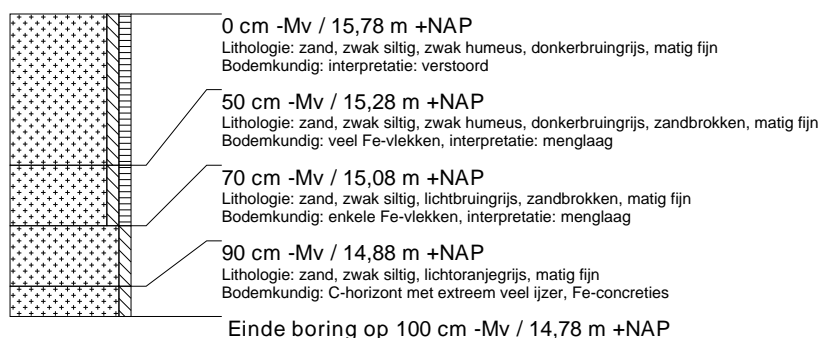 0 cm -Mv / 15,78 m +NAP
Lithologie: zand, zwak siltig, zwak humeus, donkerbruingrijs, matig fijn
Bodemkundig: interpretatie: verstoord
50 cm -Mv / 15,28 m +NAP
Lithologie: zand, zwak siltig, zwak humeus, donkerbruingrijs, zandbrokken, matig fijn
Bodemkundig: veel Fe-vlekken, interpretatie: menglaag
70 cm -Mv / 15,08 m +NAP
Lithologie: zand, zwak siltig, lichtbruingrijs, zandbrokken, matig fijn
Bodemkundig: enkele Fe-vlekken, interpretatie: menglaag
90 cm -Mv / 14,88 m +NAP
Lithologie: zand, zwak siltig, lichtoranjegrijs, matig fijn
Bodemkundig: C-horizont met extreem veel ijzer, Fe-concreties
Einde boring op 100 cm -Mv / 14,78 m +NAP